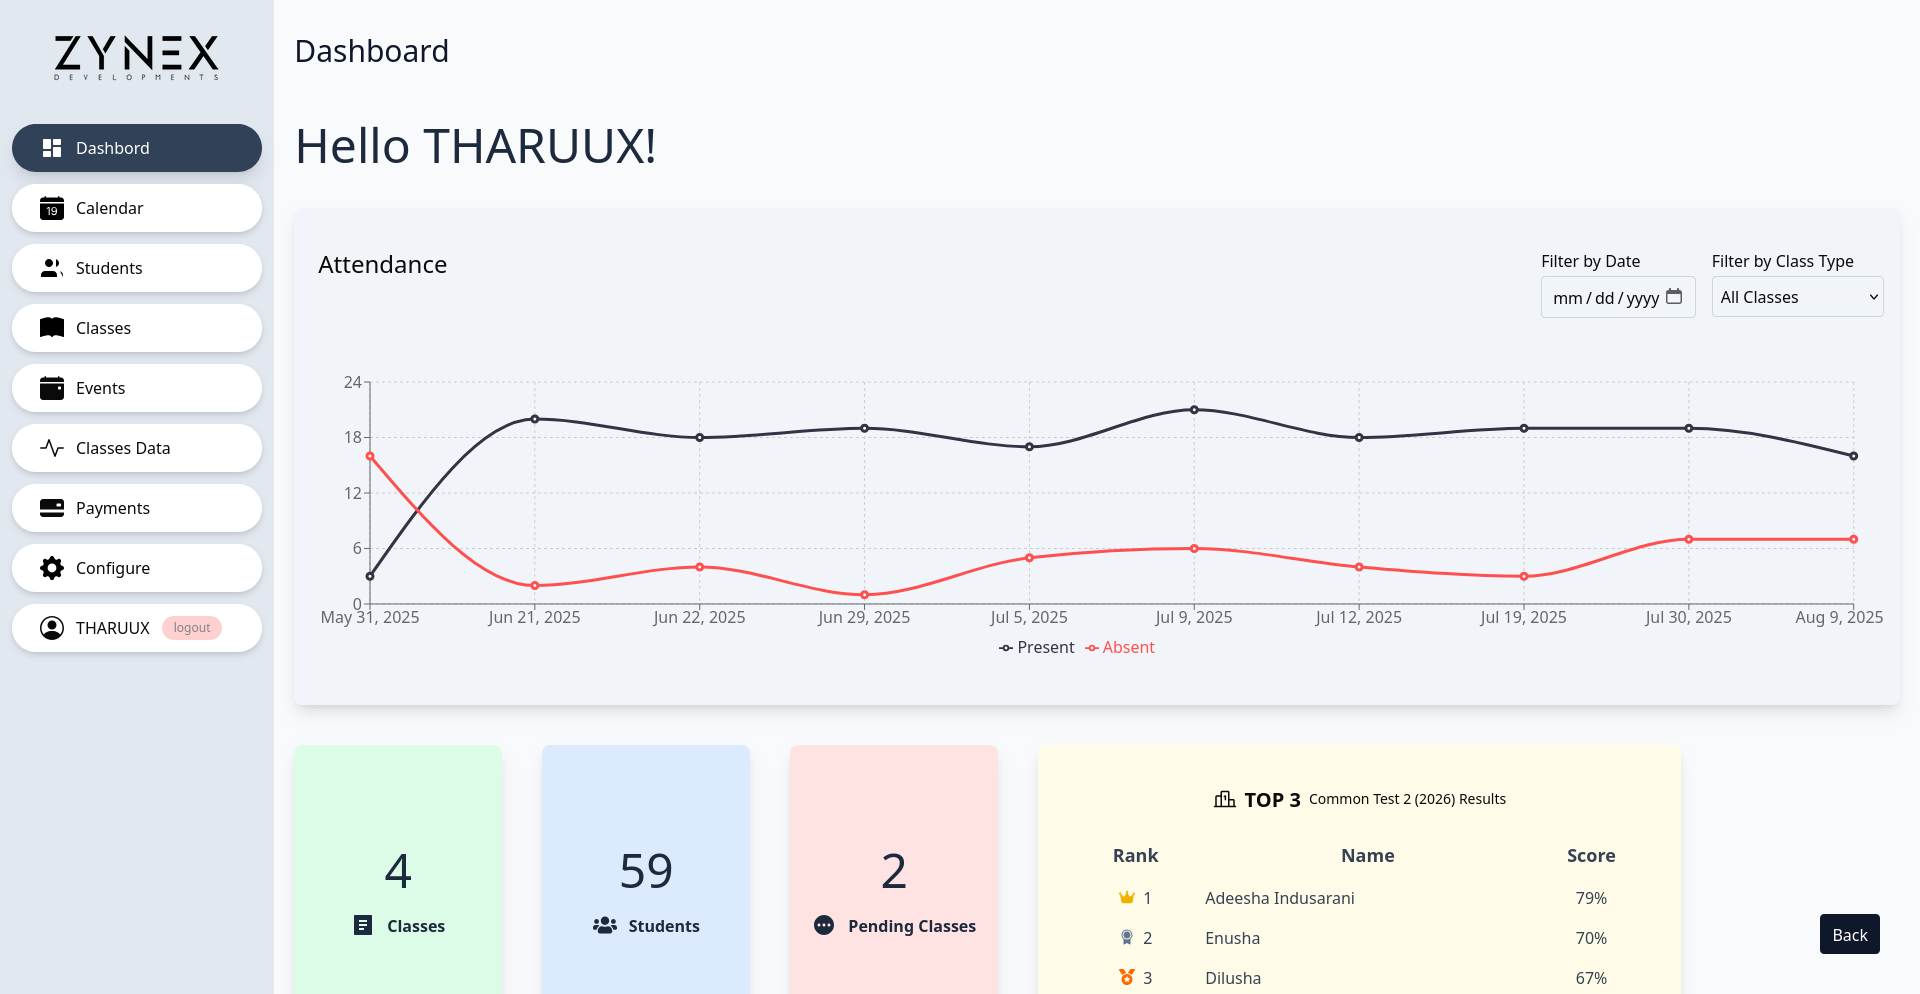 ZYNEX
DEVELOPMENTS
Dashbord
19
Calendar
Students
Classes
Events
Classes Data
Payments
Configure
THARUUX logout
Dashboard
Hello THARUUX!
Attendance
Filter by Date
mm / dd / yyyy
Filter by Class Type
All Classes
24
18
12
6
0
May 31, 2025 Jun 21, 2025 Jun 22, 2025 Jun 29, 2025 Jul 5, 2025 Jul 9, 2025 Jul 12, 2025 Jul 19, 2025 Jul 30, 2025 Aug 9, 2025
Present Absent
4
Classes
59
Students
2
Pending Classes
TOP 3 Common Test 2 (2026) Results
Rank Name Score
1 Adeesha Indusarani 79%
2 Enusha 70%
3 Dilusha 67%
Back